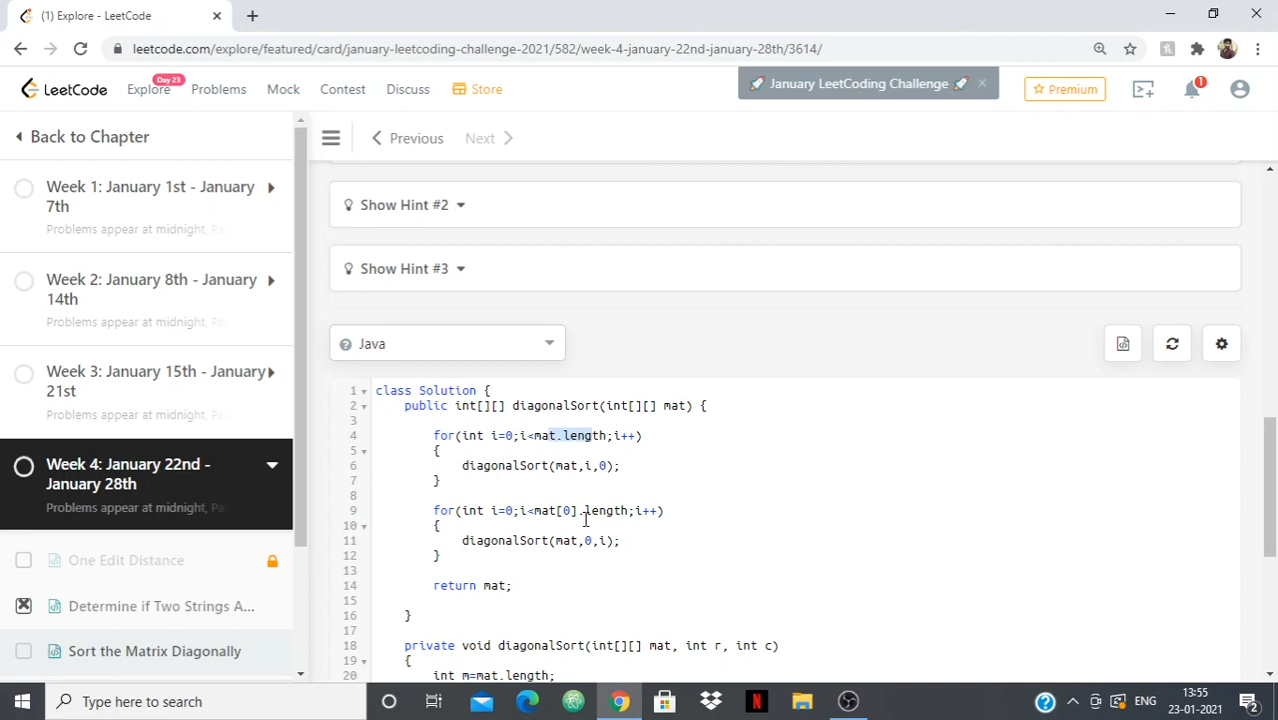 (1) Explore - LeetCode
leetcode.com/explore/featured/card/january-leetcoding-challenge-2021/582/week-4-january-22nd-january-28th/3614/
LeetCode
Explore
Day 23
Problems
Mock
Contest
Discuss
Store
🚀 January LeetCoding Challenge 🚀
Premium
1
Back to Chapter
Previous
Next
Week 1: January 1st - January
7th
Problems appear at midnight,
Week 2: January 8th - January
14th
Problems appear at midnight,
Week 3: January 15th - January
21st
Problems appear at midnight,
Week 4: January 22nd -
January 28th
Problems appear at midnight,
One Edit Distance
Determine if Two Strings A...
Sort the Matrix Diagonally
Show Hint #2
Show Hint #3
Java
1 class Solution {
2 public int[][] diagonalSort(int[][] mat) {
3
4 for(int i=0;i<mat.length;i++)
5 {
6 diagonalSort(mat,i,0);
7 }
8
9 for(int i=0;i<mat[0].length;i++)
10 {
11 diagonalSort(mat,0,i);
12 }
13
14 return mat;
15
16 }
17
18 private void diagonalSort(int[][] mat, int r, int c)
19 {
20 int m=mat.length;
Type here to search
ENG
13:55
23-01-2021
2